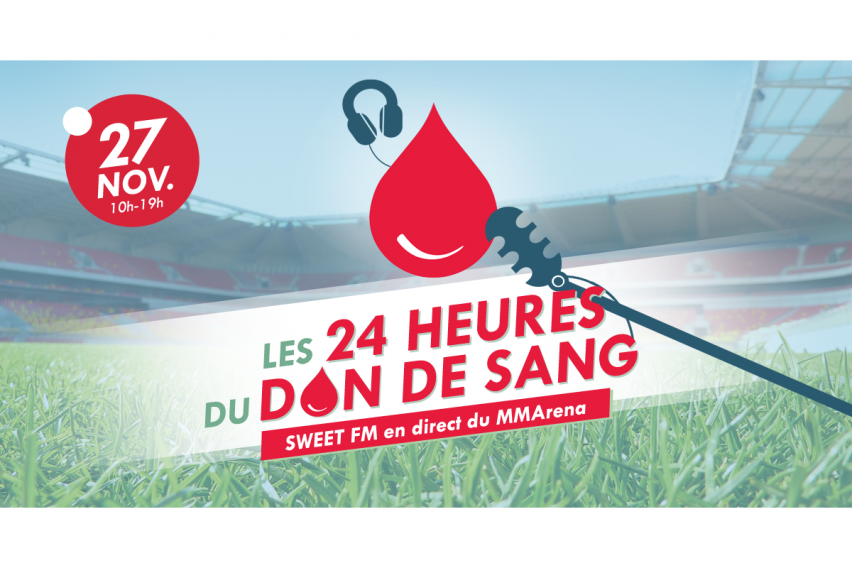 27
NOV.
10h-19h
LES 24 HEURES
DU DON DE SANG
SWEET FM en direct du MMArena